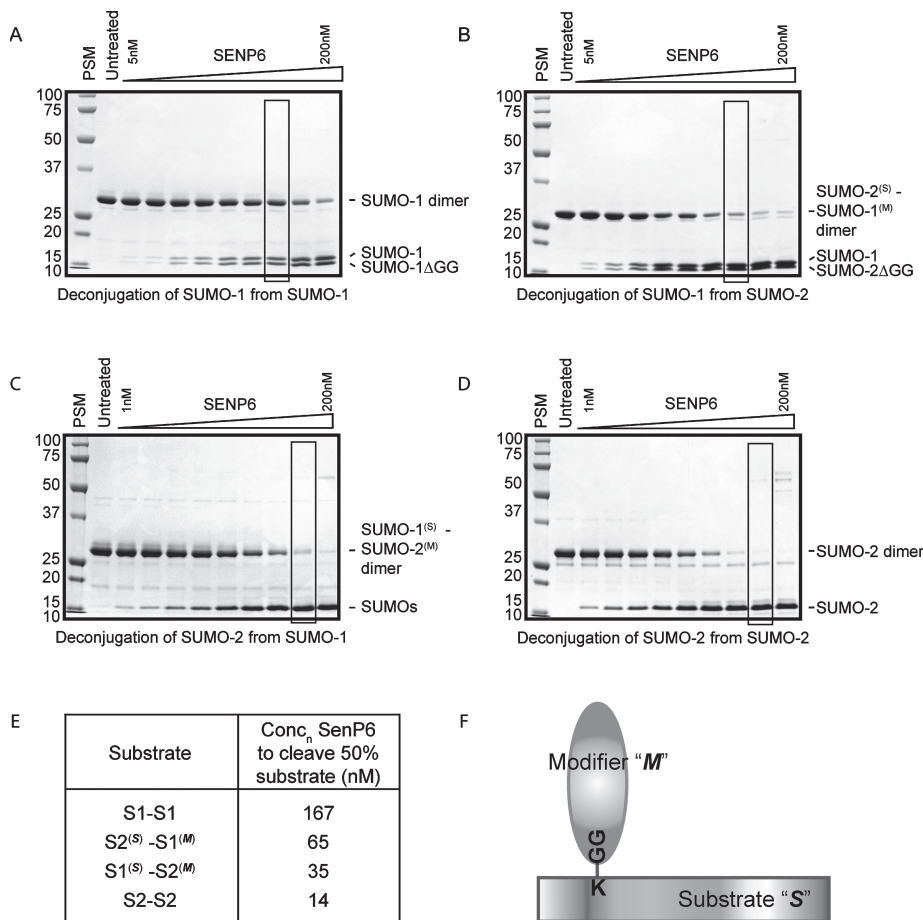 A
PSM
Untreated
5nM
SENP6
200nM
100
75
50
37
25
20
15
10
SUMO-1 dimer
SUMO-1
SUMO-1ΔGG
Deconjugation of SUMO-1 from SUMO-1
B
PSM
Untreated
5nM
SENP6
200nM
100
75
50
37
25
20
15
10
SUMO-2(S) -
SUMO-1(M)
dimer
SUMO-1
SUMO-2ΔGG
Deconjugation of SUMO-1 from SUMO-2
C
PSM
Untreated
1nM
SENP6
200nM
100
75
50
37
25
20
15
10
SUMO-1(S) -
SUMO-2(M)
dimer
SUMOs
Deconjugation of SUMO-2 from SUMO-1
D
PSM
Untreated
1nM
SENP6
200nM
100
75
50
37
25
20
15
10
SUMO-2 dimer
SUMO-2
Deconjugation of SUMO-2 from SUMO-2
E
Substrate
Concn SenP6
to cleave 50%
substrate (nM)
S1-S1 167
S2(S) -S1(M) 65
S1(S) -S2(M) 35
S2-S2 14
F
Modifier "M"
GG
K
Substrate "S"